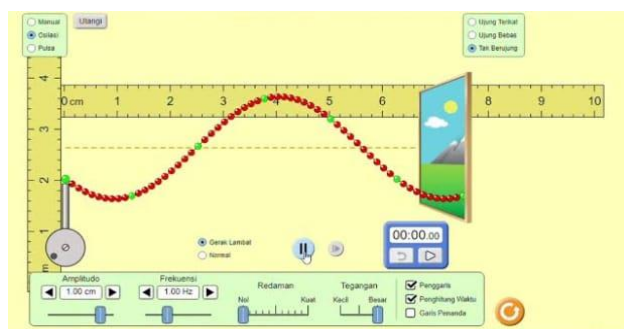 Manual
Osilasi
Pulsa
Ulangi
Ujung Terikat
Ujung Bebas
Tak Berujung
4
3
2
1
0 cm 1 2 3 4 5 6 8 9 10
Gerak Lambat
Normal
00:00.00
Amplitudo
1.00 cm
Frekuensi
1.00 Hz
Redaman
Nol Kuat
Tegangan
Kecil Besar
Penggaris
Penghitung Waktu
Garis Penanda